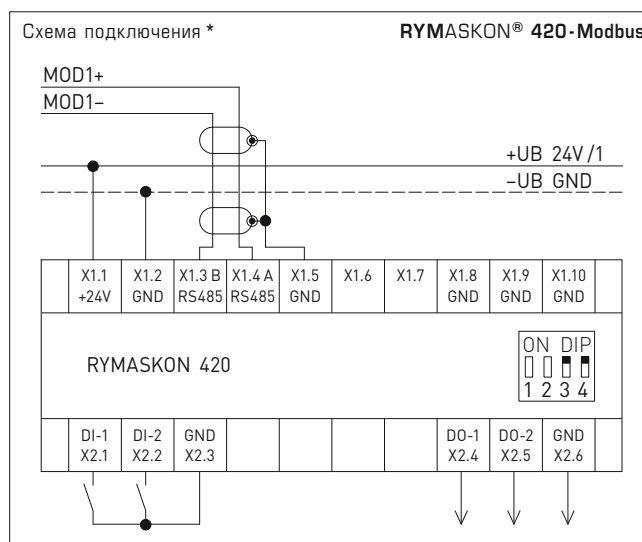 Схема подключения *
RYMASKON® 420-Modbus
MOD1+
MOD1–
+UB 24V/1
–UB GND
X1.1 X1.2 X1.3 B X1.4 A X1.5 X1.6 X1.7 X1.8 X1.9 X1.10
+24V GND RS485 RS485 GND GND GND GND
RYMASKON 420
ON DIP
1 2 3 4
DI-1 DI-2 GND DO-1 DO-2 GND
X2.1 X2.2 X2.3 X2.4 X2.5 X2.6